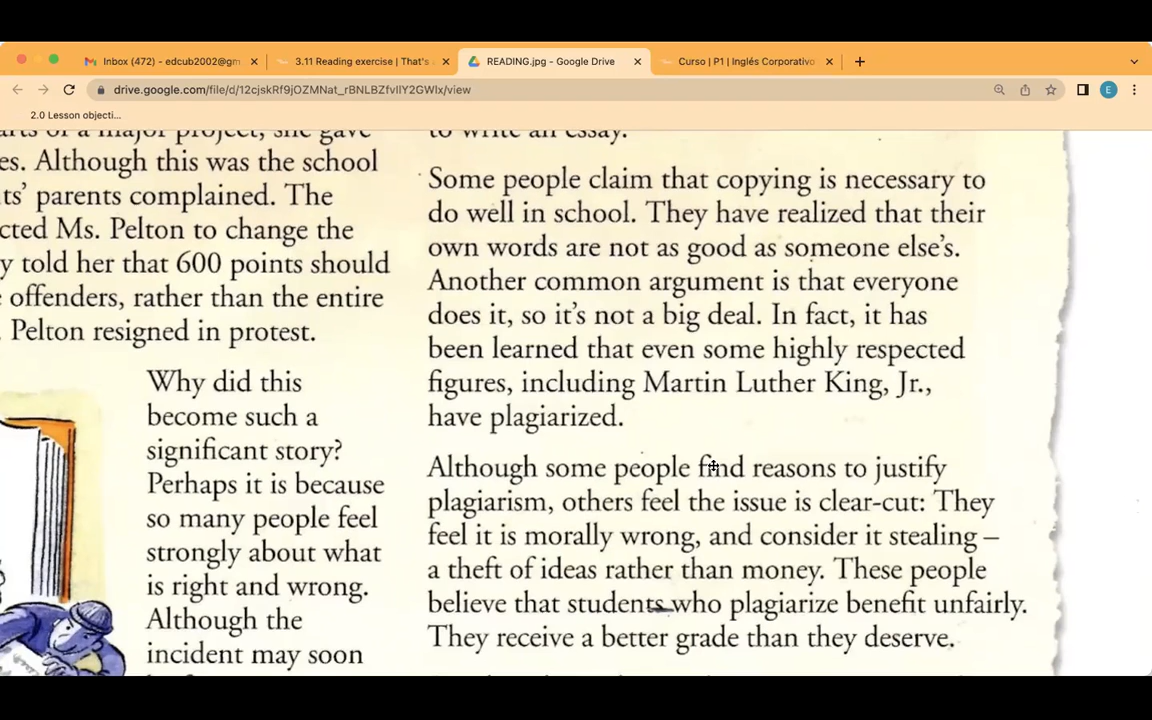 Inbox (472) - edcub2002@gm
3.11 Reading exercise | That's
READING.jpg - Google Drive
Curso | P1 | Inglés Corporativo
drive.google.com/file/d/12cjskRf9jOZMNat_rBNLBZfvIlY2GWlx/view
E
2.0 Lesson objecti...
of a major project, she gave
es. Although this was the school
ts' parents complained. The
cted Ms. Pelton to change the
y told her that 600 points should
offenders, rather than the entire
. Pelton resigned in protest.
Why did this
become such a
significant story?
Perhaps it is because
so many people feel
strongly about what
is right and wrong.
Although the
incident may soon
to write an essay.
Some people claim that copying is necessary to
do well in school. They have realized that their
own words are not as good as someone else's.
Another common argument is that everyone
does it, so it's not a big deal. In fact, it has
been learned that even some highly respected
figures, including Martin Luther King, Jr.,
have plagiarized.
Although some people find reasons to justify
plagiarism, others feel the issue is clear-cut: They
feel it is morally wrong, and consider it stealing –
a theft of ideas rather than money. These people
believe that students who plagiarize benefit unfairly.
They receive a better grade than they deserve.